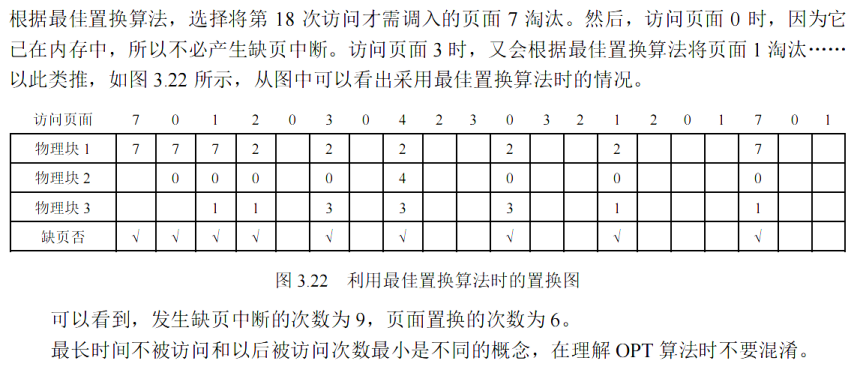 根据最佳置换算法，选择将第 18 次访问才需调入的页面 7 淘汰。然后，访问页面 0 时，因为它
已在内存中，所以不必产生缺页中断。访问页面 3 时，又会根据最佳置换算法将页面 1 淘汰……
以此类推，如图 3.22 所示，从图中可以看出采用最佳置换算法时的情况。
访问页面 7 0 1 2 0 3 0 4 2 3 0 3 2 1 2 0 1 7 0 1
物理块 1 7 7 7 2 2 2 2 2 7
物理块 2 0 0 0 0 4 0 0 0
物理块 3 1 1 3 3 3 1 1
缺页否 √ √ √ √ √ √ √ √ √
图 3.22 利用最佳置换算法时的置换图
可以看到，发生缺页中断的次数为 9，页面置换的次数为 6。
最长时间不被访问和以后被访问次数最小是不同的概念，在理解 OPT 算法时不要混淆。